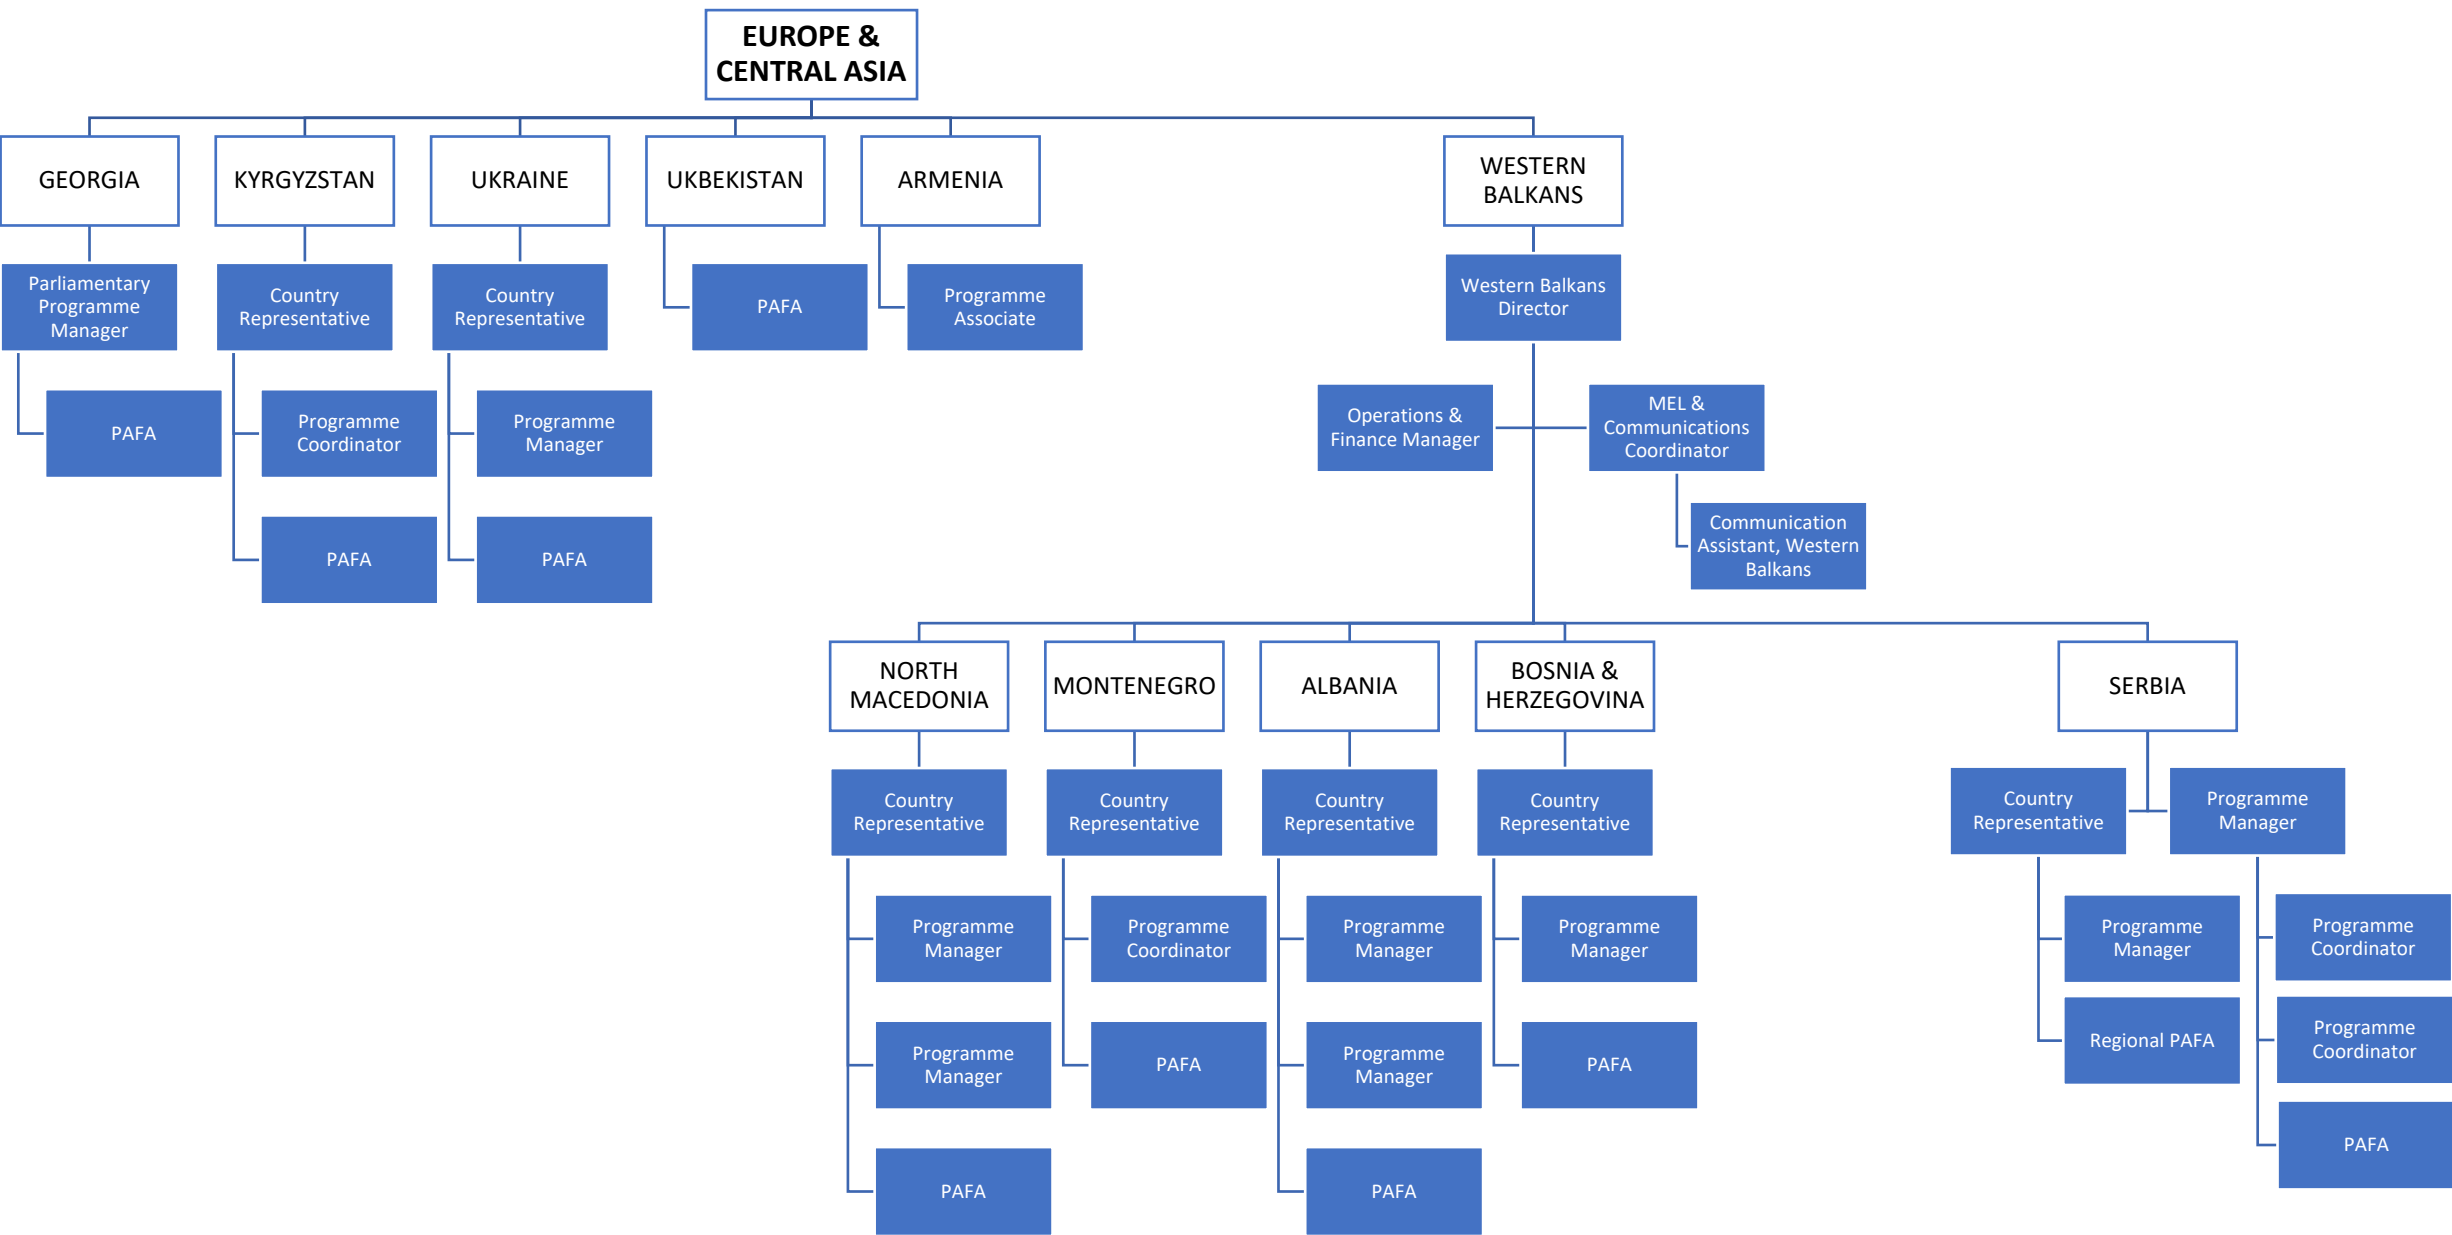 EUROPE &
CENTRAL ASIA
GEORGIA
KYRGYZSTAN
UKRAINE
UKBEKISTAN
ARMENIA
WESTERN
BALKANS
Parliamentary
Programme
Manager
Country
Representative
Country
Representative
PAFA
Programme
Associate
Western Balkans
Director
PAFA
Programme
Coordinator
Programme
Manager
Operations &
Finance Manager
MEL &
Communications
Coordinator
PAFA
PAFA
Communication
Assistant, Western
Balkans
NORTH
MACEDONIA
MONTENEGRO
ALBANIA
BOSNIA &
HERZEGOVINA
SERBIA
Country
Representative
Country
Representative
Country
Representative
Country
Representative
Country
Representative
Programme
Manager
Programme
Manager
Programme
Coordinator
Programme
Manager
Programme
Manager
Programme
Manager
Programme
Coordinator
Programme
Manager
PAFA
Programme
Manager
PAFA
Regional PAFA
Programme
Coordinator
PAFA
PAFA
PAFA